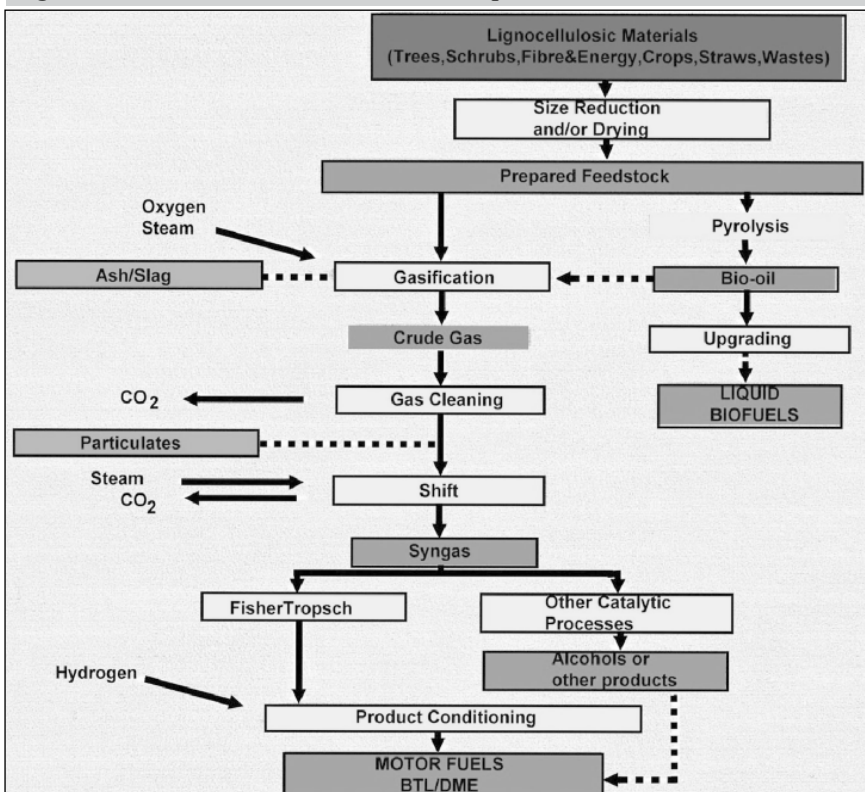 Lignocellulosic Materials
(Trees,Schrubs,Fibre&Energy,Crops,Straws,Wastes)
Size Reduction
and/or Drying
Prepared Feedstock
Oxygen
Steam
Pyrolysis
Ash/Slag
Gasification
Bio-oil
Crude Gas
Upgrading
CO2
Gas Cleaning
LIQUID
BIOFUELS
Particulates
Steam
CO2
Shift
Syngas
FisherTropsch
Other Catalytic
Processes
Alcohols or
other products
Hydrogen
Product Conditioning
MOTOR FUELS
BTL/DME